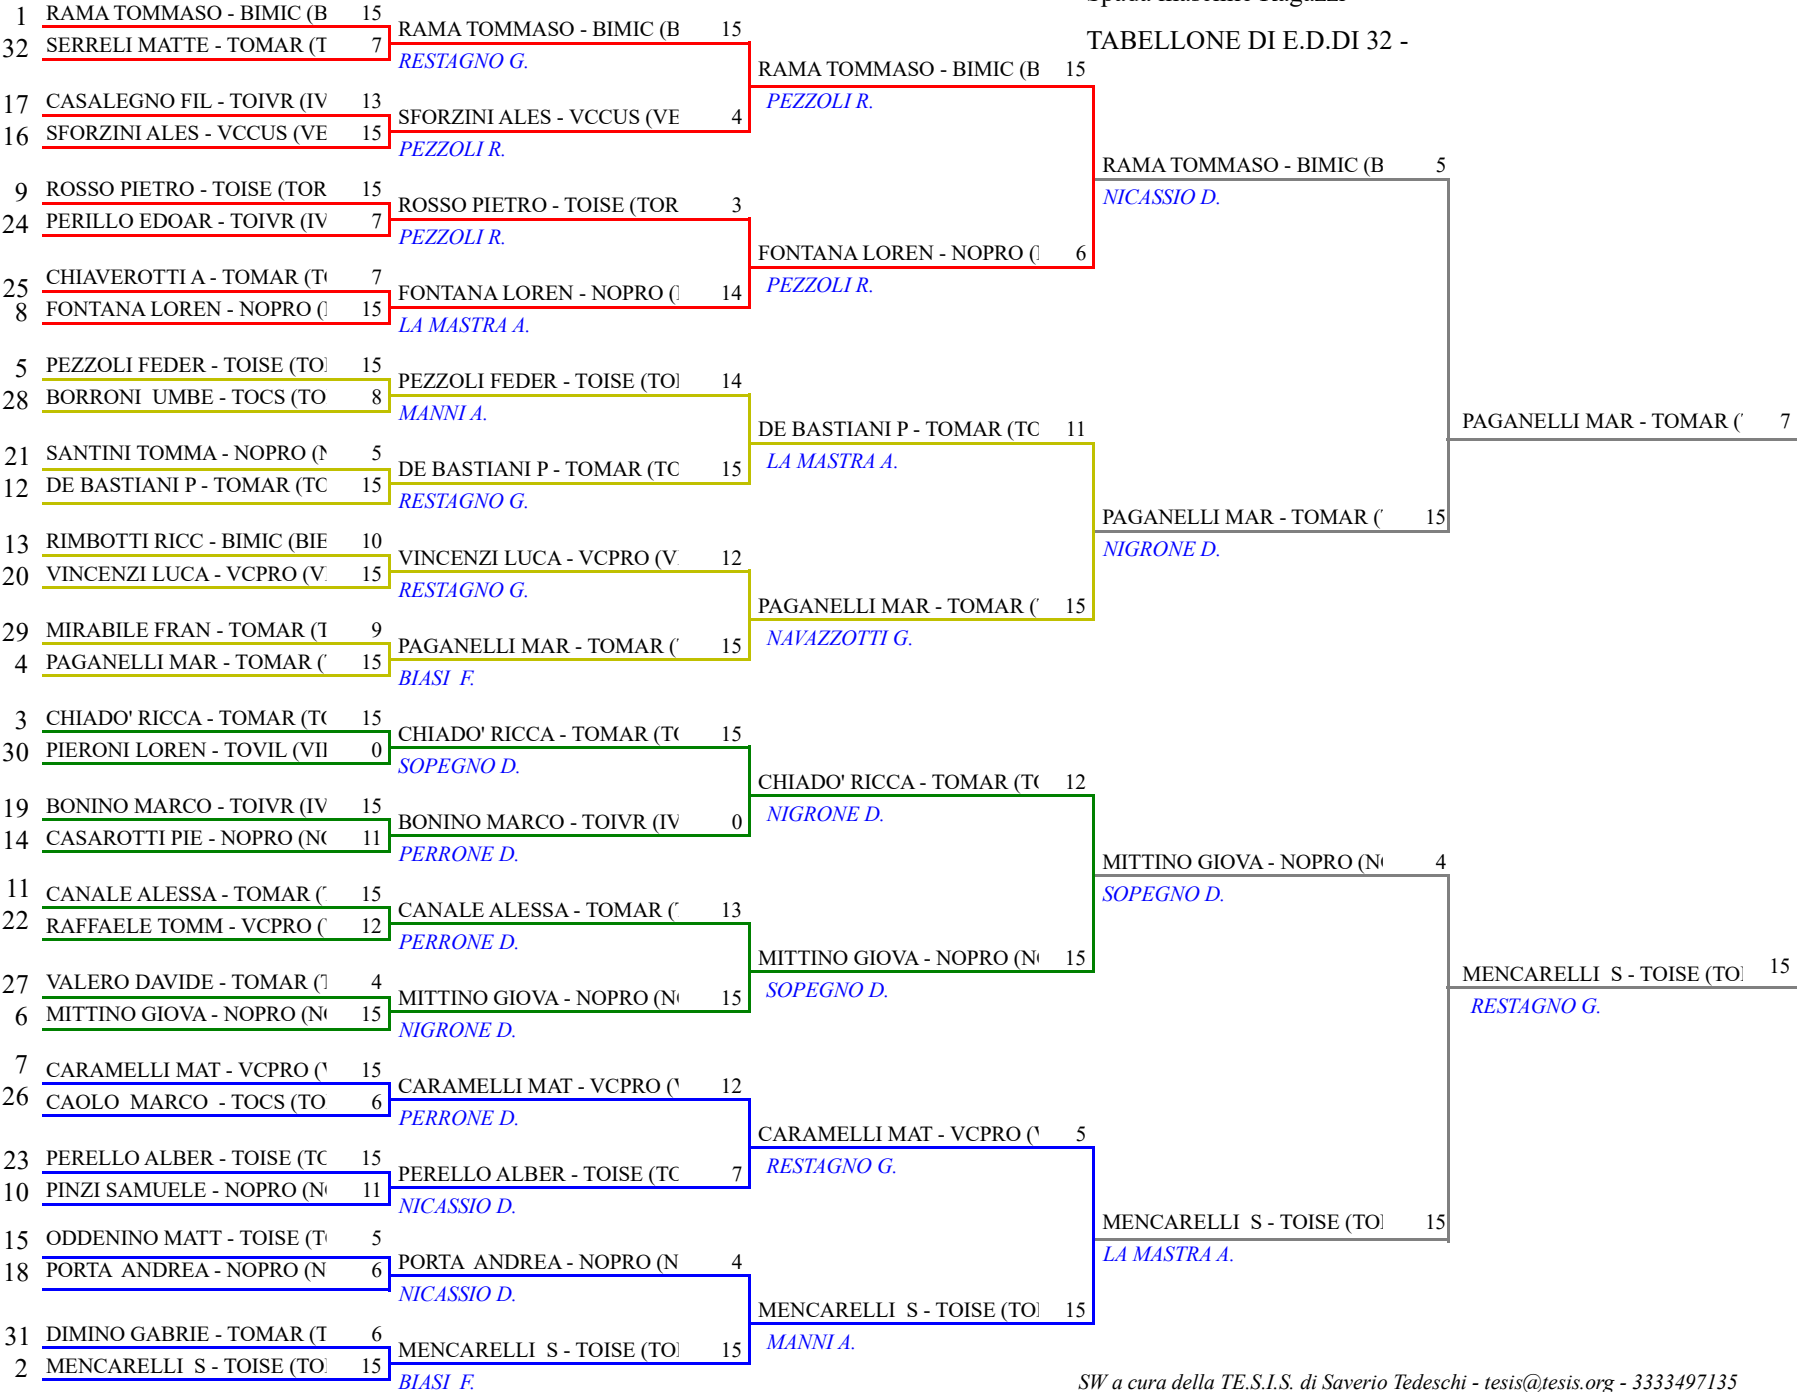 TABELLONE DI E.D.DI 32 -
1 RAMA TOMMASO - BIMIC (B 15
32 SERRELI MATTE - TOMAR (T 7
17 CASALEGNO FIL - TOIVR (IV 13
16 SFORZINI ALES - VCCUS (VE 15
9 ROSSO PIETRO - TOISE (TOR 15
24 PERILLO EDOAR - TOIVR (IV 7
25 CHIAVEROTTI A - TOMAR (T 7
8 FONTANA LOREN - NOPRO ( 15
5 PEZZOLI FEDER - TOISE (TO 15
28 BORRONI UMBE - TOCS (TO 8
21 SANTINI TOMMA - NOPRO (N 5
12 DE BASTIANI P - TOMAR (TO 15
13 RIMBOTTI RICC - BIMIC (BIE 10
20 VINCENZI LUCA - VCPRO (V 15
29 MIRABILE FRAN - TOMAR (T 9
4 PAGANELLI MAR - TOMAR ( 15
3 CHIADO' RICCA - TOMAR (TO 15
30 PIERONI LOREN - TOVIL (VII 0
19 BONINO MARCO - TOIVR (IV 15
14 CASAROTTI PIE - NOPRO (NO 11
11 CANALE ALESSA - TOMAR ( 15
22 RAFFAELE TOMM - VCPRO ( 12
27 VALERO DAVIDE - TOMAR (T 4
6 MITTINO GIOVA - NOPRO (NO 15
7 CARAMELLI MAT - VCPRO (V 15
26 CAOLO MARCO - TOCS (TO 6
23 PERELLO ALBER - TOISE (TO 15
10 PINZI SAMUELE - NOPRO (NO 11
15 ODDENINO MATT - TOISE (T 5
18 PORTA ANDREA - NOPRO (N 6
31 DIMINO GABRIE - TOMAR (T 6
2 MENCARELLI S - TOISE (TO 15
RAMA TOMMASO - BIMIC (B 15
RESTAGNO G.
SFORZINI ALES - VCCUS (VE 4
PEZZOLI R.
ROSSO PIETRO - TOISE (TOR 3
PEZZOLI R.
FONTANA LOREN - NOPRO ( 14
LA MASTRA A.
PEZZOLI FEDER - TOISE (TO 14
MANNI A.
DE BASTIANI P - TOMAR (TO 15
RESTAGNO G.
VINCENZI LUCA - VCPRO (V 12
RESTAGNO G.
PAGANELLI MAR - TOMAR ( 15
BIASI F.
CHIADO' RICCA - TOMAR (TO 15
SOPEGNO D.
BONINO MARCO - TOIVR (IV 0
PERRONE D.
CANALE ALESSA - TOMAR ( 13
PERRONE D.
MITTINO GIOVA - NOPRO (NO 15
NIGRONE D.
CARAMELLI MAT - VCPRO (V 12
PERRONE D.
PERELLO ALBER - TOISE (TO 7
NICASSIO D.
PORTA ANDREA - NOPRO (N 4
NICASSIO D.
MENCARELLI S - TOISE (TO 15
BIASI F.
RAMA TOMMASO - BIMIC (B 15
PEZZOLI R.
FONTANA LOREN - NOPRO ( 6
PEZZOLI R.
DE BASTIANI P - TOMAR (TO 11
LA MASTRA A.
PAGANELLI MAR - TOMAR ( 15
NAVAZZOTTI G.
CHIADO' RICCA - TOMAR (TO 12
NIGRONE D.
MITTINO GIOVA - NOPRO (NO 15
SOPEGNO D.
CARAMELLI MAT - VCPRO (V 5
RESTAGNO G.
MENCARELLI S - TOISE (TO 15
MANNI A.
RAMA TOMMASO - BIMIC (B 5
NICASSIO D.
PAGANELLI MAR - TOMAR ( 15
NIGRONE D.
MITTINO GIOVA - NOPRO (NO 4
SOPEGNO D.
MENCARELLI S - TOISE (TO 15
LA MASTRA A.
PAGANELLI MAR - TOMAR ( 7
MENCARELLI S - TOISE (TO 15
RESTAGNO G.
SW a cura della TE.S.I.S. di Saverio Tedeschi - tesis@tesis.org - 3333497135